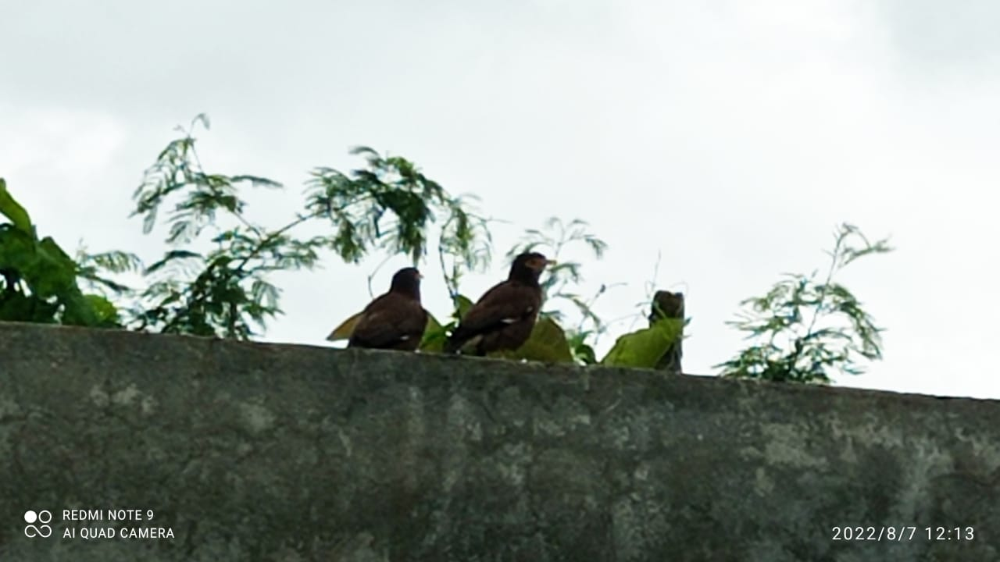 REDMI NOTE 9
AI QUAD CAMERA
2022/8/7 12:13